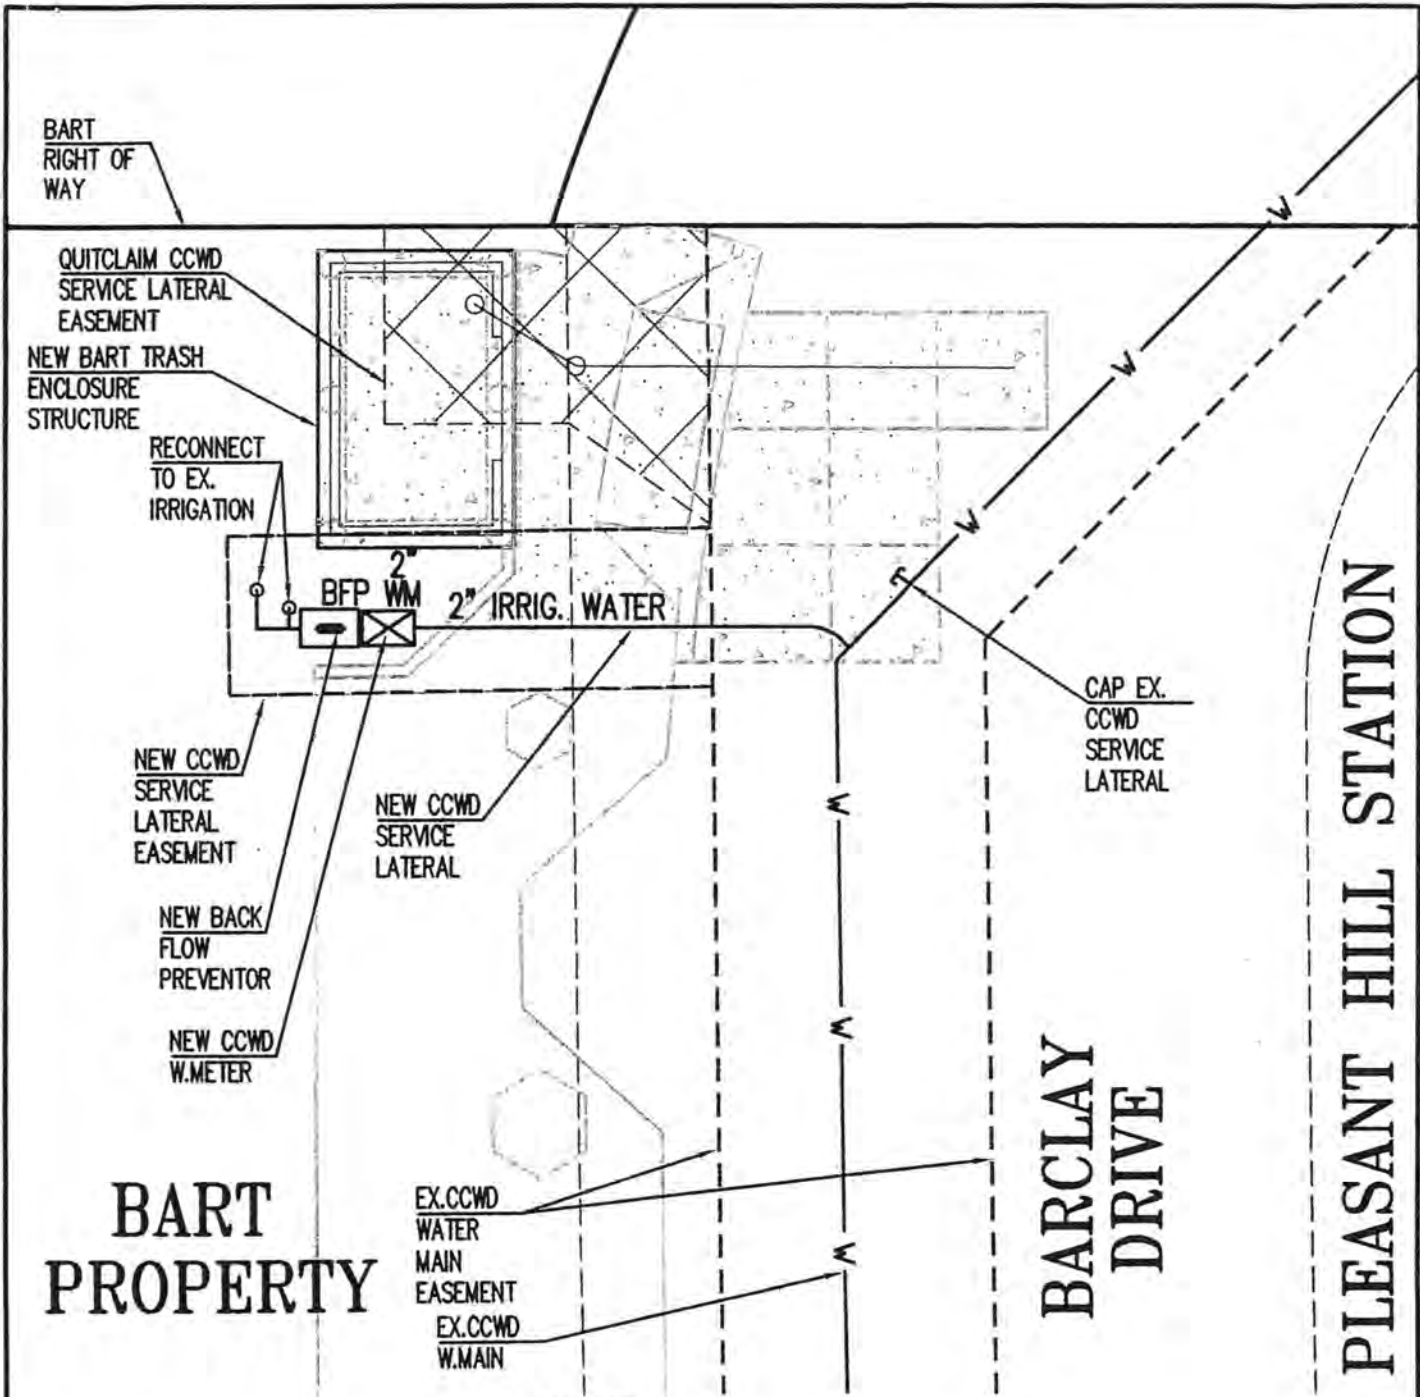 BART
RIGHT OF
WAY
QUITCLAIM CCWD
SERVICE LATERAL
EASEMENT
NEW BART TRASH
ENCLOSURE
STRUCTURE
RECONNECT
TO EX.
IRRIGATION
2"
BFP WM
2" IRRIG. WATER
W
W
W
CAP EX.
CCWD
SERVICE
LATERAL
NEW CCWD
SERVICE
LATERAL
EASEMENT
NEW CCWD
SERVICE
LATERAL
NEW BACK
FLOW
PREVENTOR
NEW CCWD
W.METER
W
W
W
EX.CCWD
WATER
MAIN
EASEMENT
EX.CCWD
W.MAIN
BART
PROPERTY
BARCLAY
DRIVE
PLEASANT HILL STATION